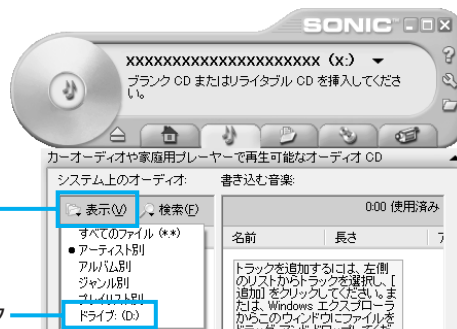 SONIC
xxxxxxxxxxxxxxxxxxxxxx (x:)
ブランク CD またはリライタブル CD を挿入してくださ
い。
カーオーディオや家庭用プレーヤーで再生可能なオーディオ CD
システム上のオーディオ: 書き込む音楽:
表示(V) 検索(F) 0:00 (使用済み
すべてのファイル (*.*)
アーティスト別
アルバム別
ジャンル別
プレイリスト別
ドライブ: (D:)
名前 長さ
トラックを追加するには、左側
のリストからトラックを選択し、[
追加] をクリックしてください。ま
たは、Windows エクスプローラ
からこのウィンドウにファイルを